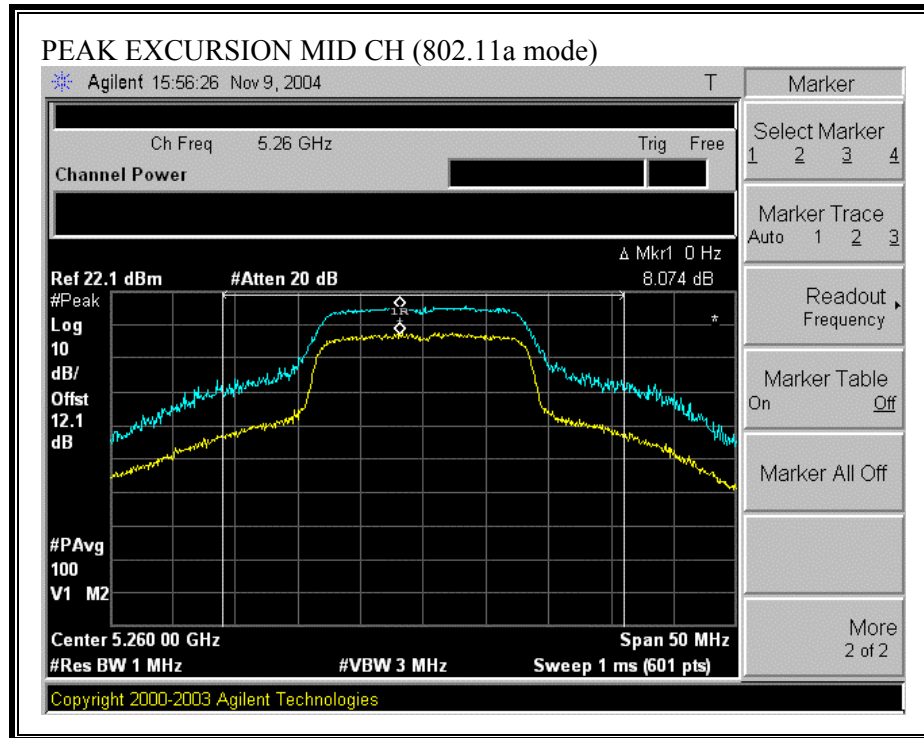 PEAK EXCURSION MID CH (802.11a mode)
Agilent 15:56:26 Nov 9, 2004 T
Marker
Ch Freq 5.26 GHz Trig Free
Channel Power
Select Marker
1 2 3 4
Marker Trace
Auto 1 2 3
Δ Mkr1 0 Hz
Ref 22.1 dBm #Atten 20 dB 8.074 dB
#Peak
Log
10
dB/
Offst
12.1
dB
1R
*
Readout
Frequency
Marker Table
On Off
Marker All Off
#PAvg
100
V1 M2
Center 5.260 00 GHz Span 50 MHz
#Res BW 1 MHz #VBW 3 MHz Sweep 1 ms (601 pts)
More
2 of 2
Copyright 2000-2003 Agilent Technologies